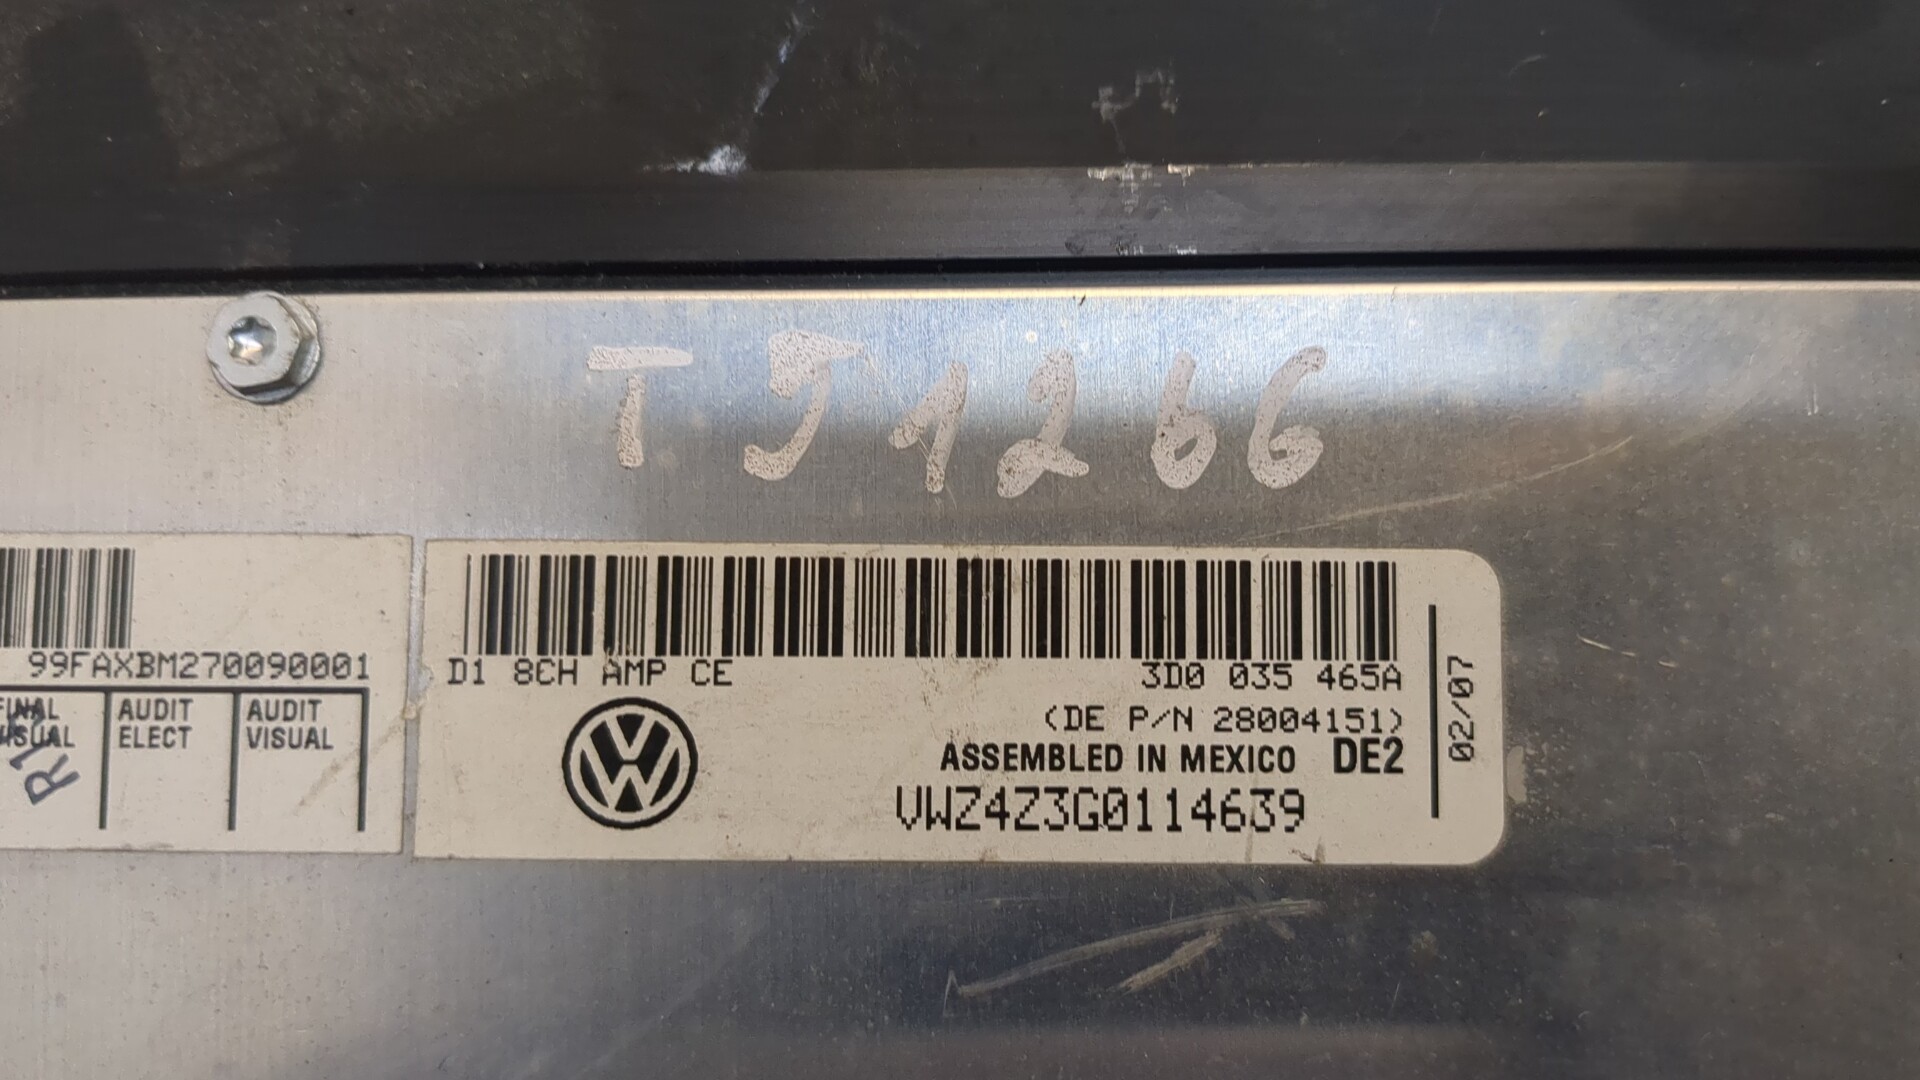 TJ1266
99FAXBM270090001
FINAL VISUAL
AUDIT ELECT
AUDIT VISUAL
D1 8CH AMP CE
3D0 035 465A
(DE P/N 28004151)
ASSEMBLED IN MEXICO DE2
VWZ4Z3G0114639
02/07